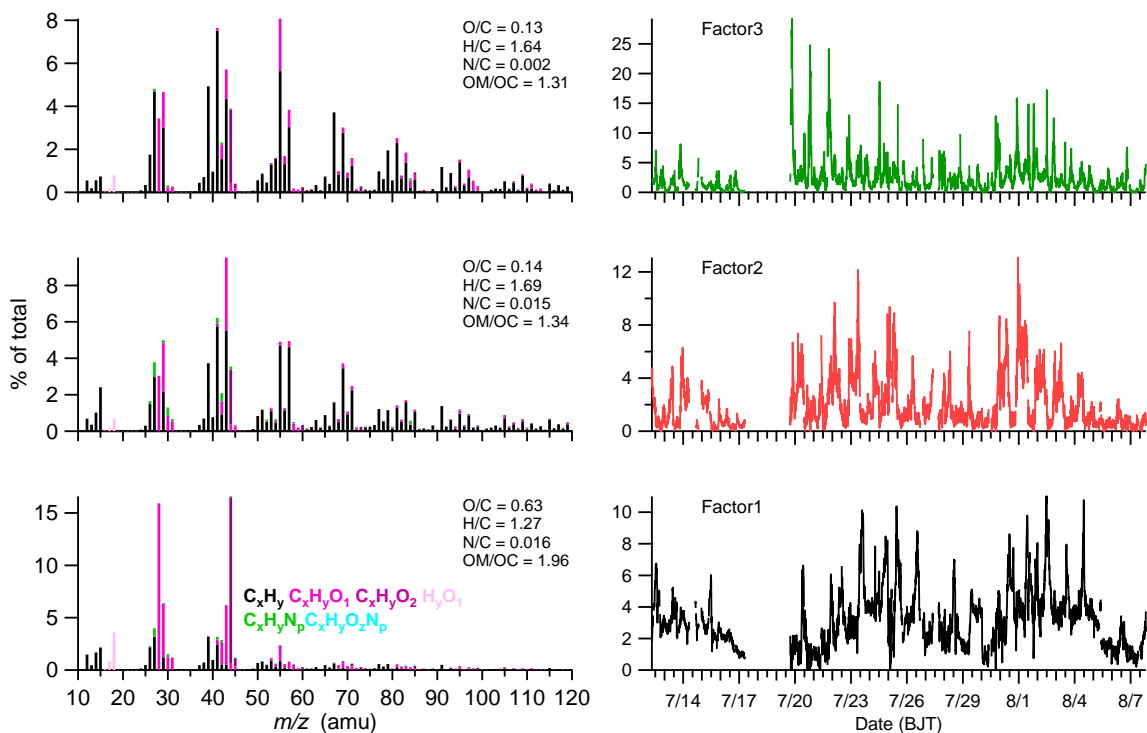 % of total
8
6
4
2
0
O/C = 0.13
H/C = 1.64
N/C = 0.002
OM/OC = 1.31
25
20
15
10
5
0
Factor3
8
6
4
2
0
O/C = 0.14
H/C = 1.69
N/C = 0.015
OM/OC = 1.34
12
8
4
0
Factor2
15
10
5
0
O/C = 0.63
H/C = 1.27
N/C = 0.016
OM/OC = 1.96
CxHy CxHyO1 CxHyO2 HyO1
CxHyNp CxHyO2Np
10 20 30 40 50 60 70 80 90 100 110 120
m/z (amu)
10
8
6
4
2
0
Factor1
7/14 7/17 7/20 7/23 7/26 7/29 8/1 8/4 8/7
Date (BJT)